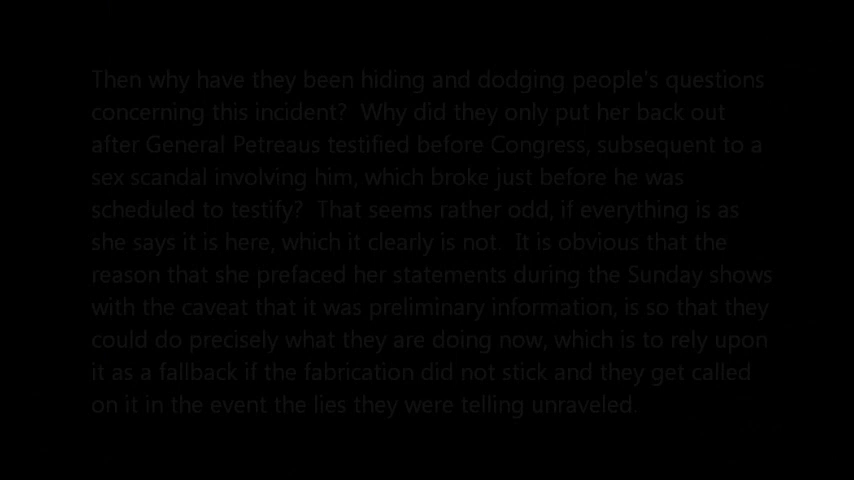 Then why have they been hiding and dodging people's questions
concerning this incident?  Why did they only put her back out
after General Petreaus testified before Congress, subsequent to a
sex scandal involving him, which broke just before he was
scheduled to testify?  That seems rather odd, if everything is as
she says it is here, which it clearly is not.  It is obvious that the
reason that she prefaced her statements during the Sunday shows
with the caveat that it was preliminary information, is so that they
could do precisely what they are doing now, which is to rely upon
it as a fallback if the fabrication did not stick and they get called
on it in the event the lies they were telling unraveled.